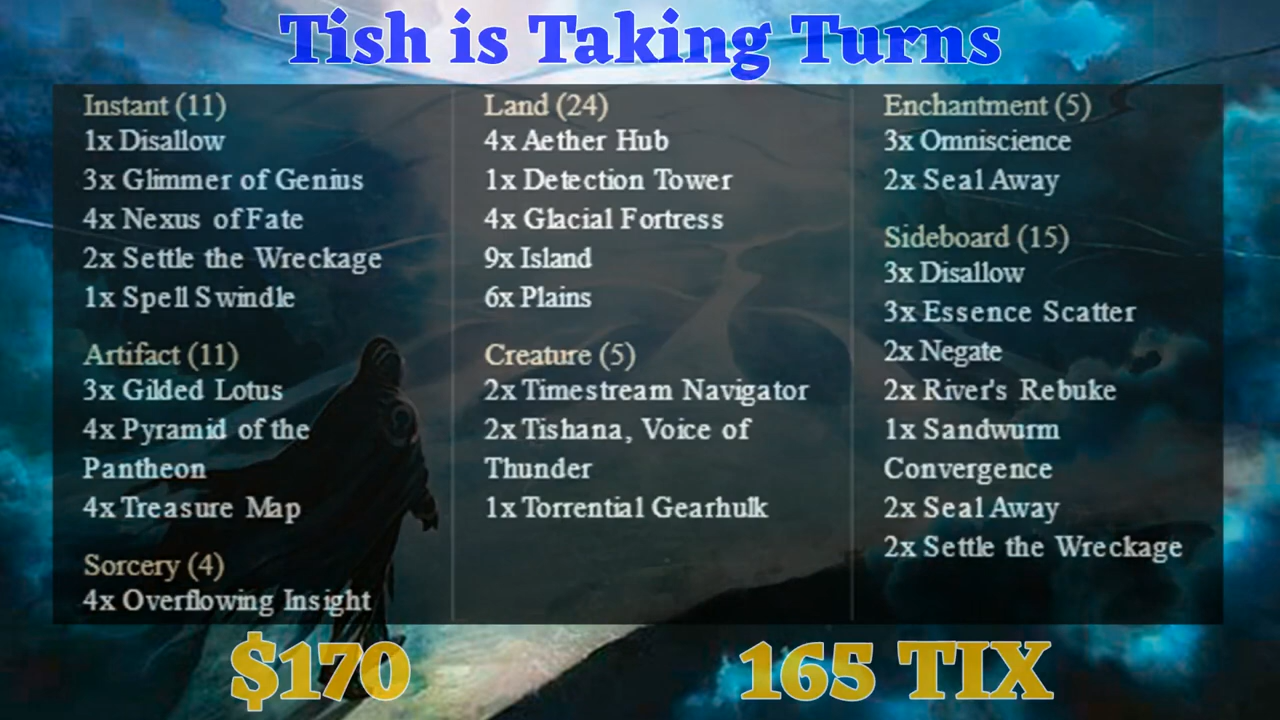 Tish is Taking Turns
Instant (11)
1x Disallow
3x Glimmer of Genius
4x Nexus of Fate
2x Settle the Wreckage
1x Spell Swindle
Artifact (11)
3x Gilded Lotus
4x Pyramid of the
Pantheon
4x Treasure Map
Sorcery (4)
4x Overflowing Insight
Land (24)
4x Aether Hub
1x Detection Tower
4x Glacial Fortress
9x Island
6x Plains
Creature (5)
2x Timestream Navigator
2x Tishana, Voice of
Thunder
1x Torrential Gearhulk
Enchantment (5)
3x Omniscience
2x Seal Away
Sideboard (15)
3x Disallow
3x Essence Scatter
2x Negate
2x River's Rebuke
1x Sandwurm
Convergence
2x Seal Away
2x Settle the Wreckage
$170
165 TIX